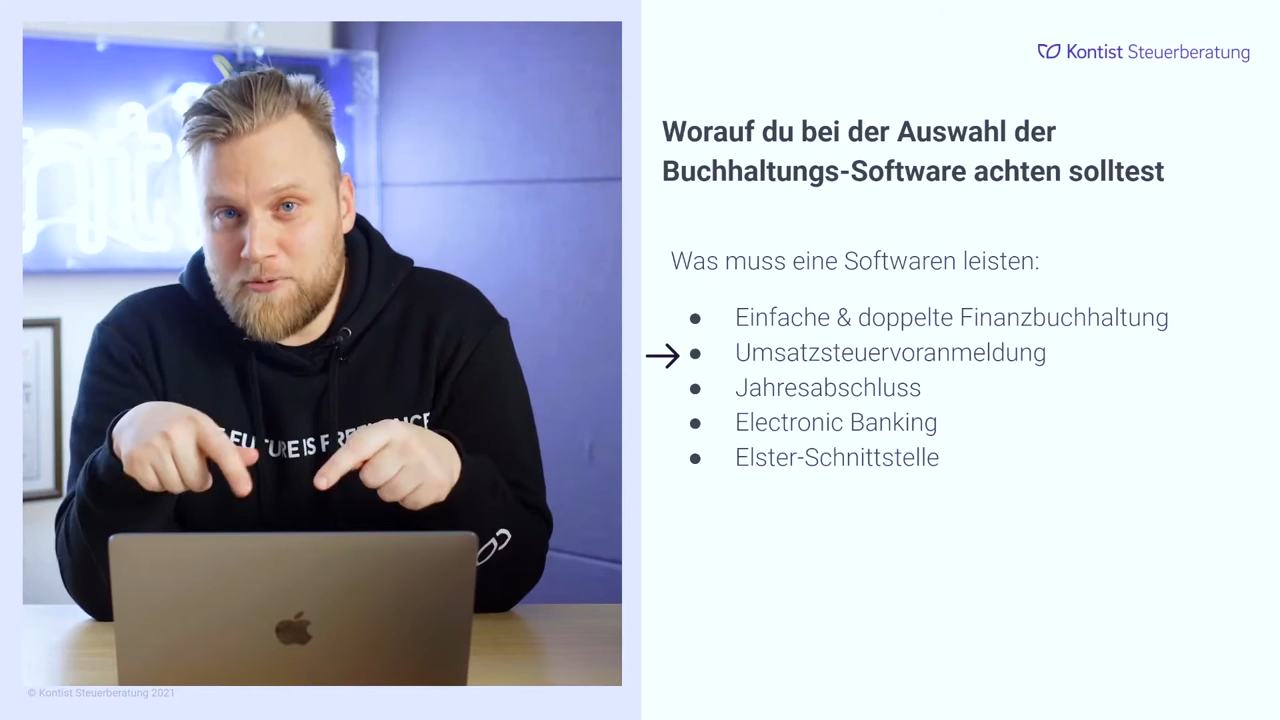 Kontist Steuerberatung
Worauf du bei der Auswahl der
Buchhaltungs-Software achten solltest
Was muss eine Softwaren leisten:
● Einfache & doppelte Finanzbuchhaltung
● Umsatzsteuervoranmeldung
● Jahresabschluss
● Electronic Banking
● Elster-Schnittstelle
© Kontist Steuerberatung 2021